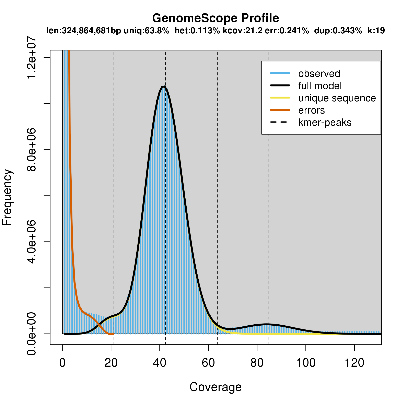 GenomeScope Profile
len:324,864,681bp uniq:63.8% het:0.113% kcov:21.2 err:0.241% dup:0.343% k:19
observed
full modal
unique sequence
errors
kmer-peaks
Frequency
1.2e+07
8.0e+06
4.0e+06
0.0e+00
0 20 40 60 80 100 120
Coverage